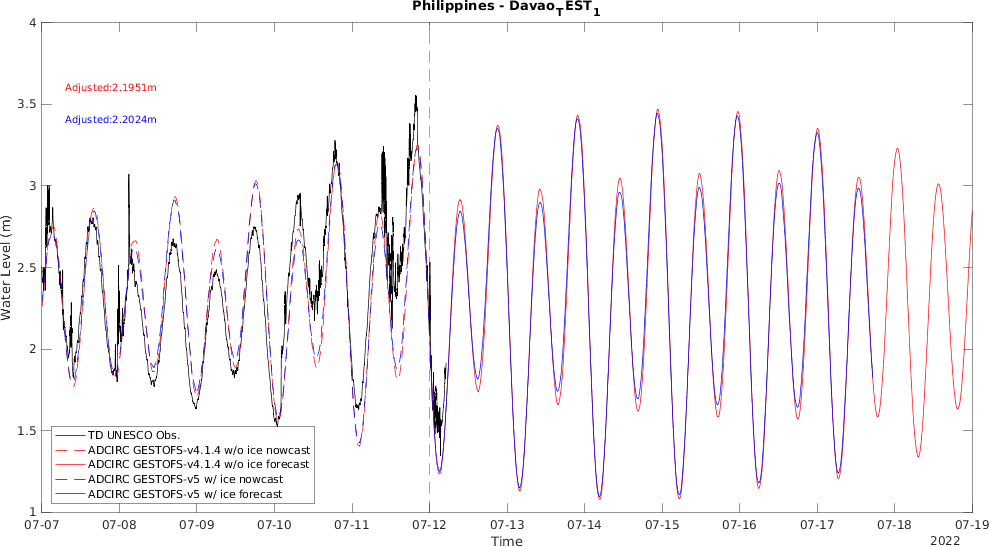 Philippines - Davao_TEST_1
Adjusted:2.1951m
Adjusted:2.2024m
Water Level (m)
4
3.5
3
2.5
2
1.5
1
TD UNESCO Obs.
ADCIRC GESTOFS-v4.1.4 w/o ice nowcast
ADCIRC GESTOFS-v4.1.4 w/o ice forecast
ADCIRC GESTOFS-v5 w/ ice nowcast
ADCIRC GESTOFS-v5 w/ ice forecast
07-07 07-08 07-09 07-10 07-11 07-12 07-13 07-14 07-15 07-16 07-17 07-18 07-19
Time
2022